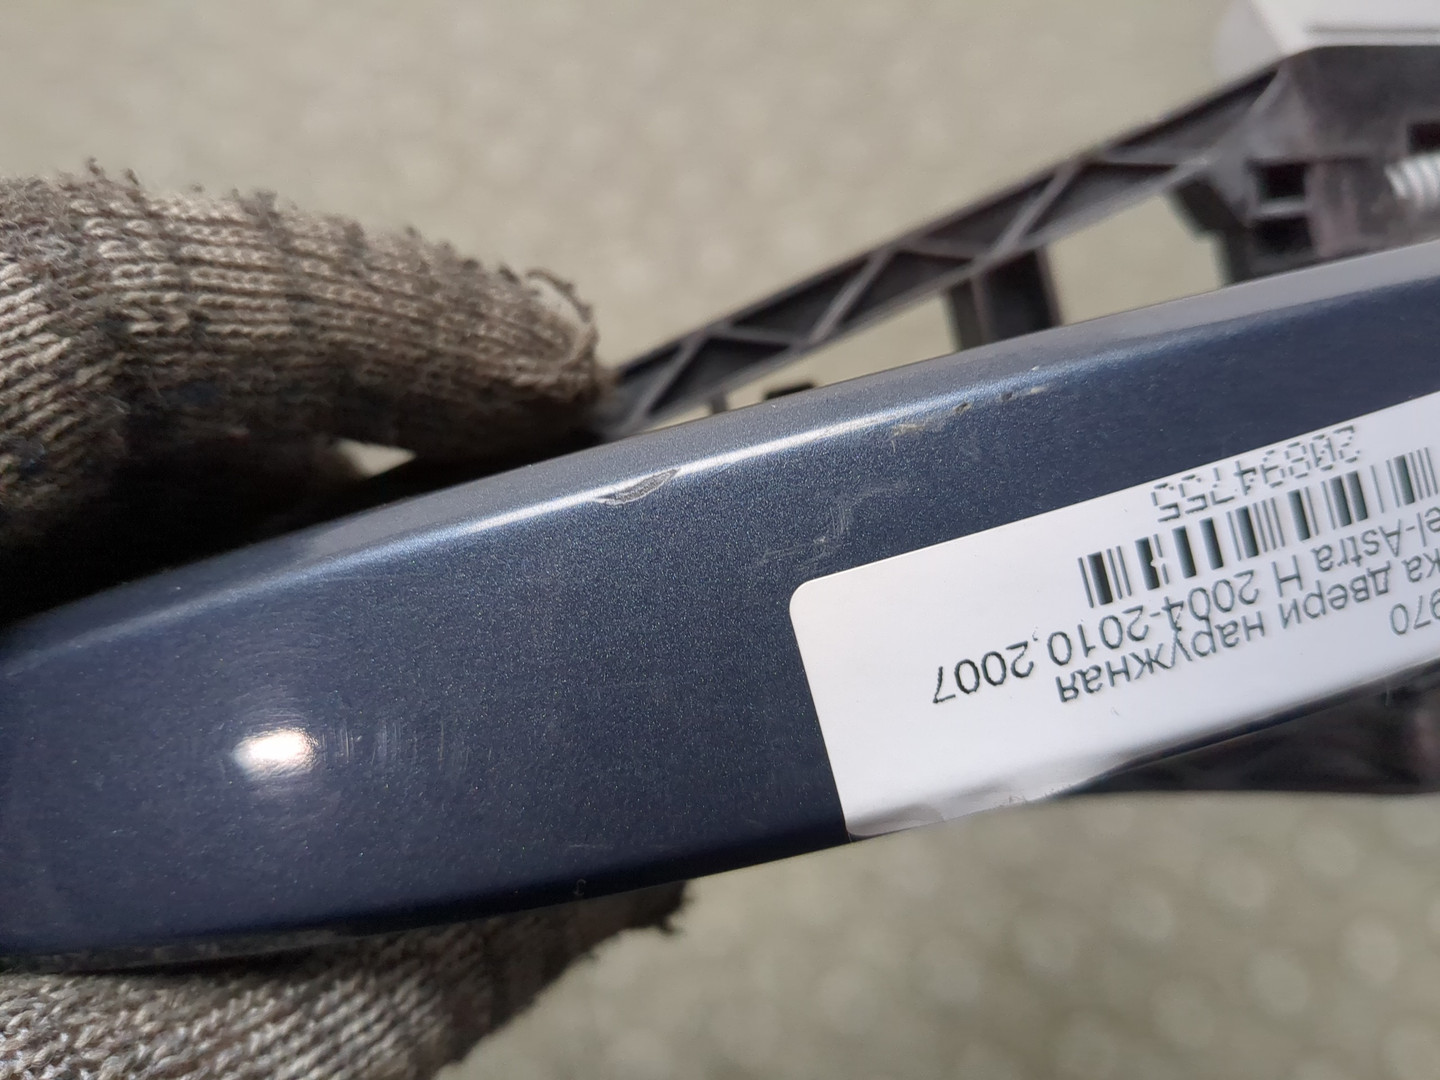 970
ка двери наружная
el-Astra H 2004-2010,2007
20894755